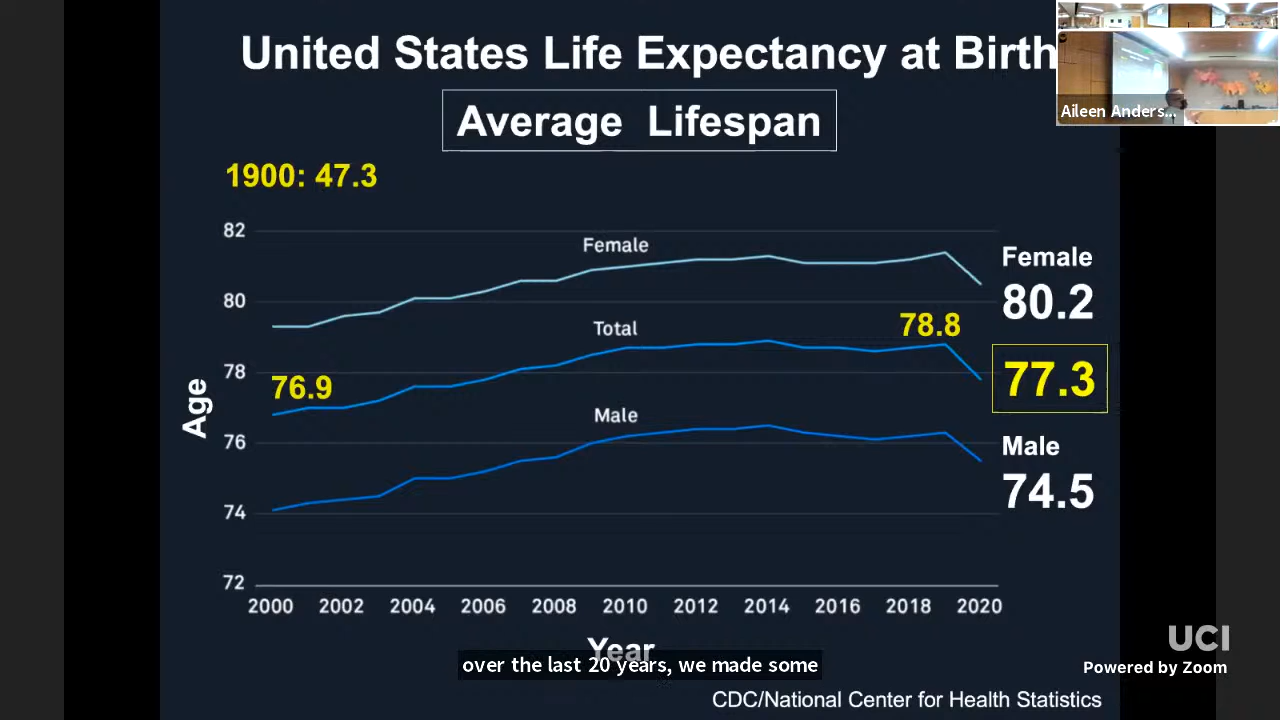 United States Life Expectancy at Birth
Average Lifespan
Aileen Anders...
1900: 47.3
82
80
78
76
74
72
Age
Female
Total
Male
76.9
78.8
Female
80.2
77.3
Male
74.5
2000 2002 2004 2006 2008 2010 2012 2014 2016 2018 2020
Year
over the last 20 years, we made some
UCI
Powered by Zoom
CDC/National Center for Health Statistics